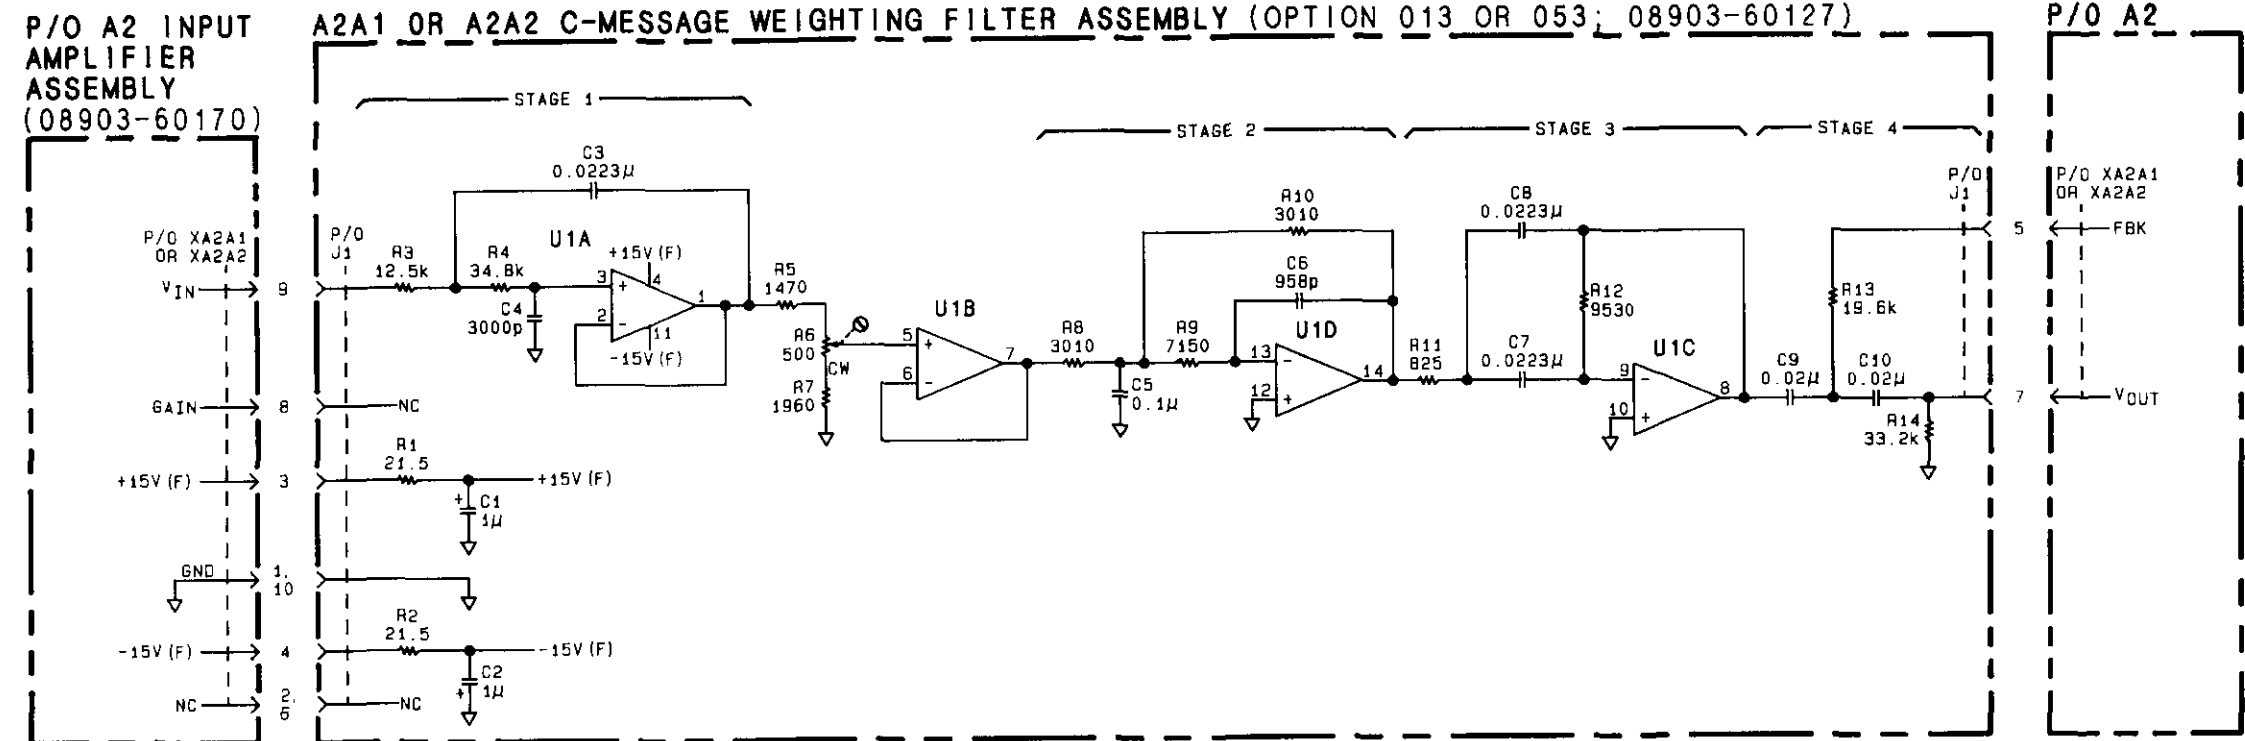 P/O A2 INPUT
AMPLIFIER
ASSEMBLY
(08903-60170)
A2A1 OR A2A2 C-MESSAGE WEIGHTING FILTER ASSEMBLY (OPTION 013 OR 053; 08903-60127)
P/O A2
STAGE 1
STAGE 2
STAGE 3
STAGE 4
P/O XA2A1
OR XA2A2
P/O
J1
VIN
9
R3
12.5k
R4
34.8k
C3
0.0223µ
C4
3000p
U1A
+15V(F)
4
3
+
2
-
1
11
-15V(F)
R5
1470
R6
500
CW
R7
1960
U1B
5
+
6
-
7
R8
3010
C5
0.1µ
R9
7150
R10
3010
C6
958p
U1D
13
-
12
+
14
R11
825
C8
0.0223µ
C7
0.0223µ
R12
9530
U1C
9
-
10
+
8
C9
0.02µ
C10
0.02µ
R13
19.6k
R14
33.2k
P/O
J1
P/O XA2A1
OR XA2A2
5
FBK
7
VOUT
GAIN
8
NC
+15V(F)
3
R1
21.5
+
C1
1µ
+15V(F)
GND
1,
10
-15V(F)
4
R2
21.5
C2
+
1µ
-15V(F)
NC
2,
6
NC